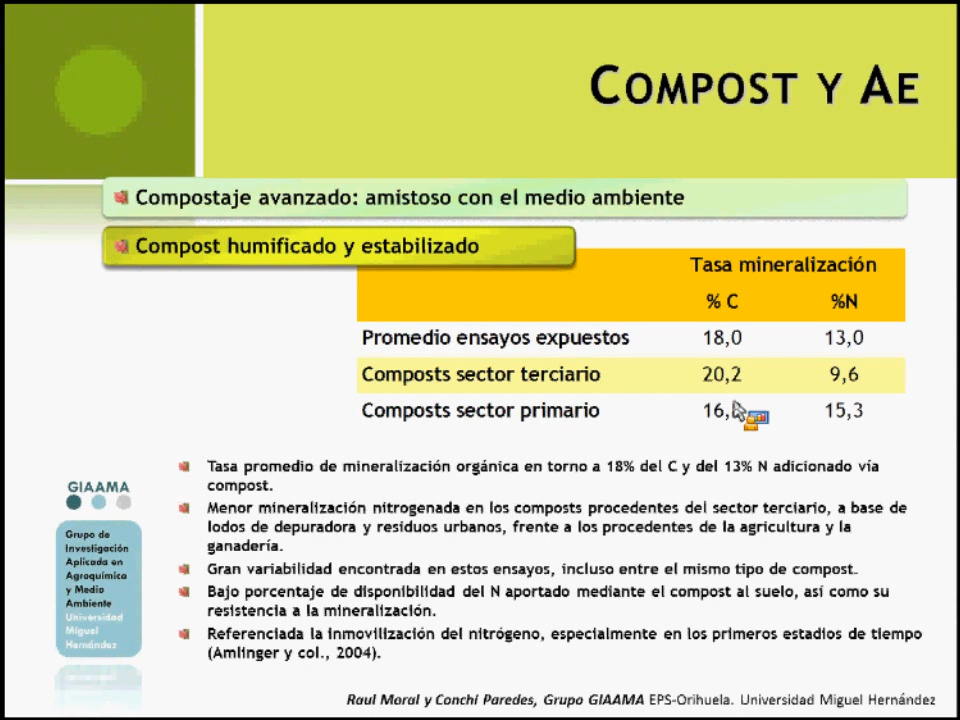 COMPOST Y AE
Compostaje avanzado: amistoso con el medio ambiente
Compost humificado y estabilizado
Tasa mineralización
% C %N
Promedio ensayos expuestos 18,0 13,0
Composts sector terciario 20,2 9,6
Composts sector primario 16, 15,3
Tasa promedio de mineralización orgánica en torno a 18% del C y del 13% N adicionado vía
compost.
Menor mineralización nitrogenada en los composts procedentes del sector terciario, a base de
lodos de depuradora y residuos urbanos, frente a los procedentes de la agricultura y la
ganadería.
Gran variabilidad encontrada en estos ensayos, incluso entre el mismo tipo de compost.
Bajo porcentaje de disponibilidad del N aportado mediante el compost al suelo, así como su
resistencia a la mineralización.
Referenciada la inmovilización del nitrógeno, especialmente en los primeros estadios de tiempo
(Amlinger y col., 2004).
GIAAMA
Grupo de
Investigación
Aplicada en
Agroquímica
y Medio
Ambiente
Universidad
Miguel
Hernández
Raul Moral y Conchi Paredes, Grupo GIAAMA EPS-Orihuela. Universidad Miguel Hernández